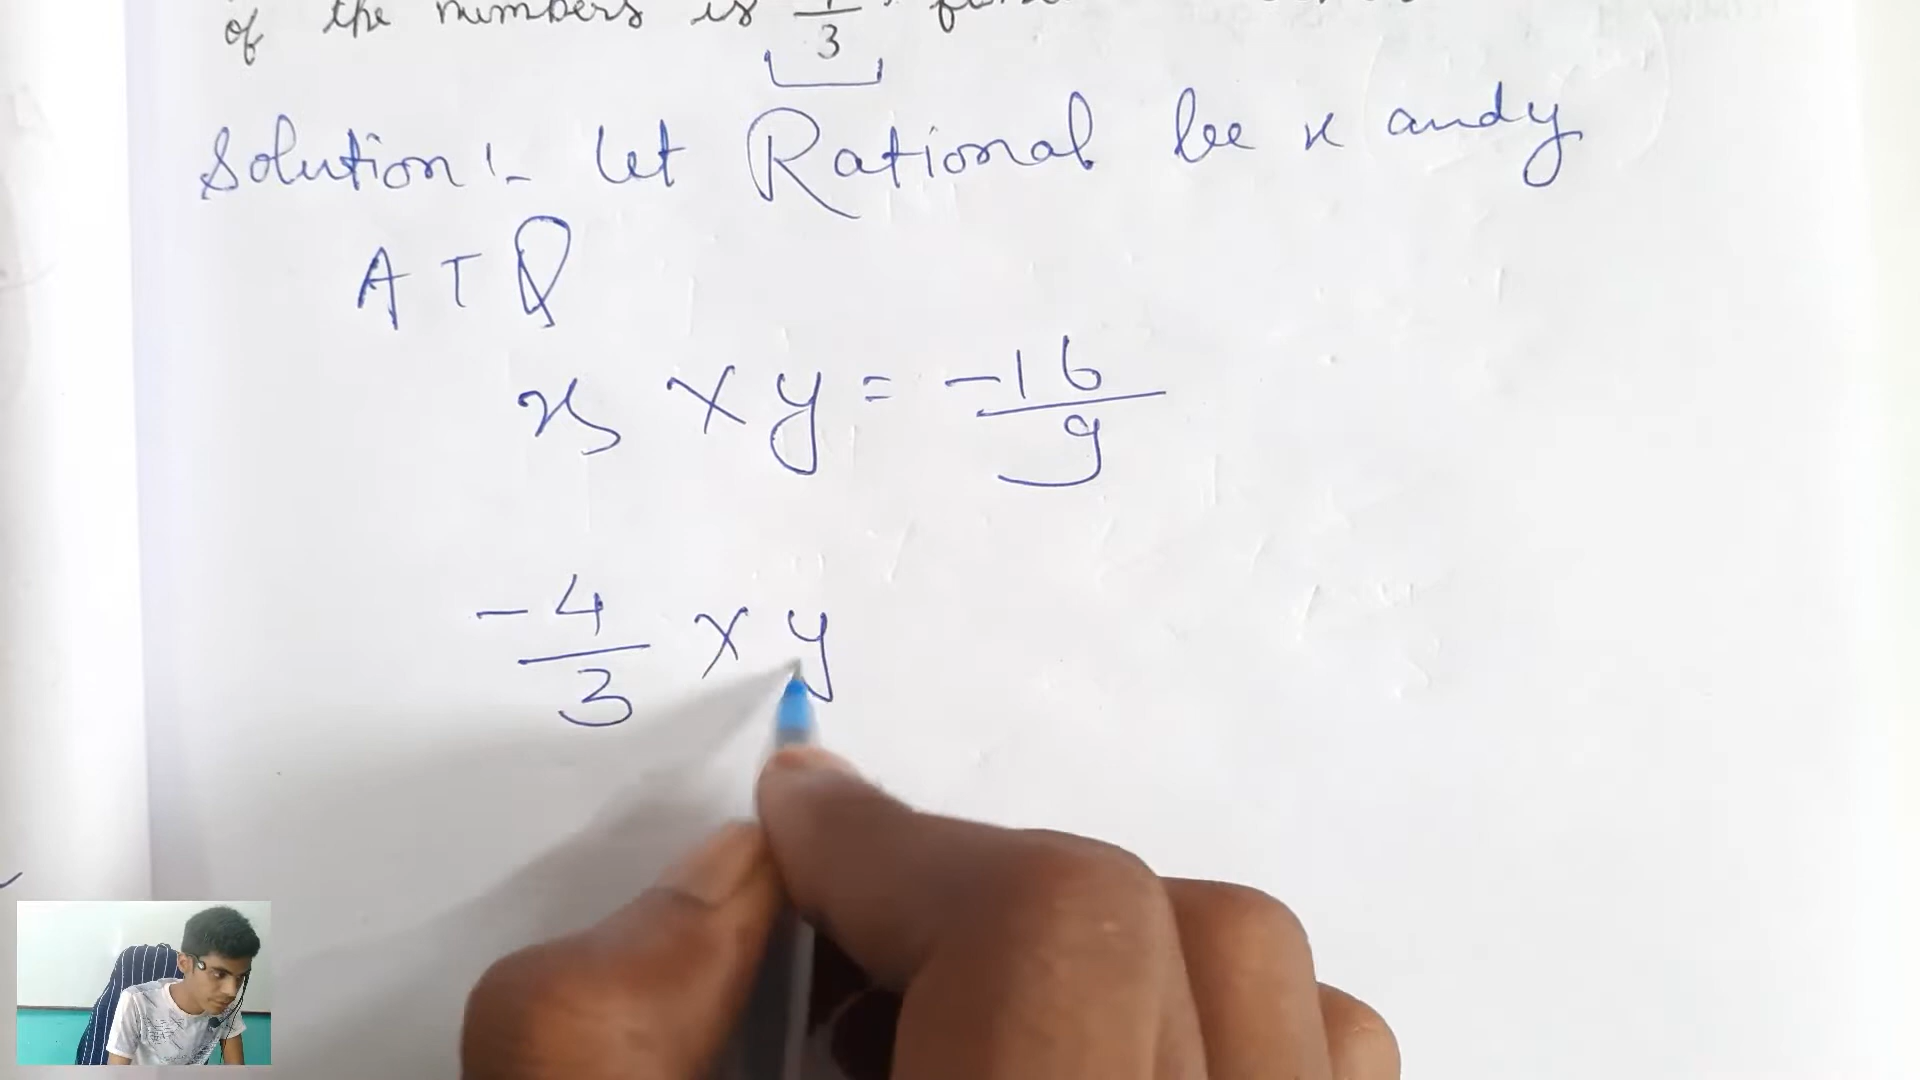 of the numbers is /3
Solution :- let Rational be x and y
A T Q
x × y = -16/9
-4/3 × y